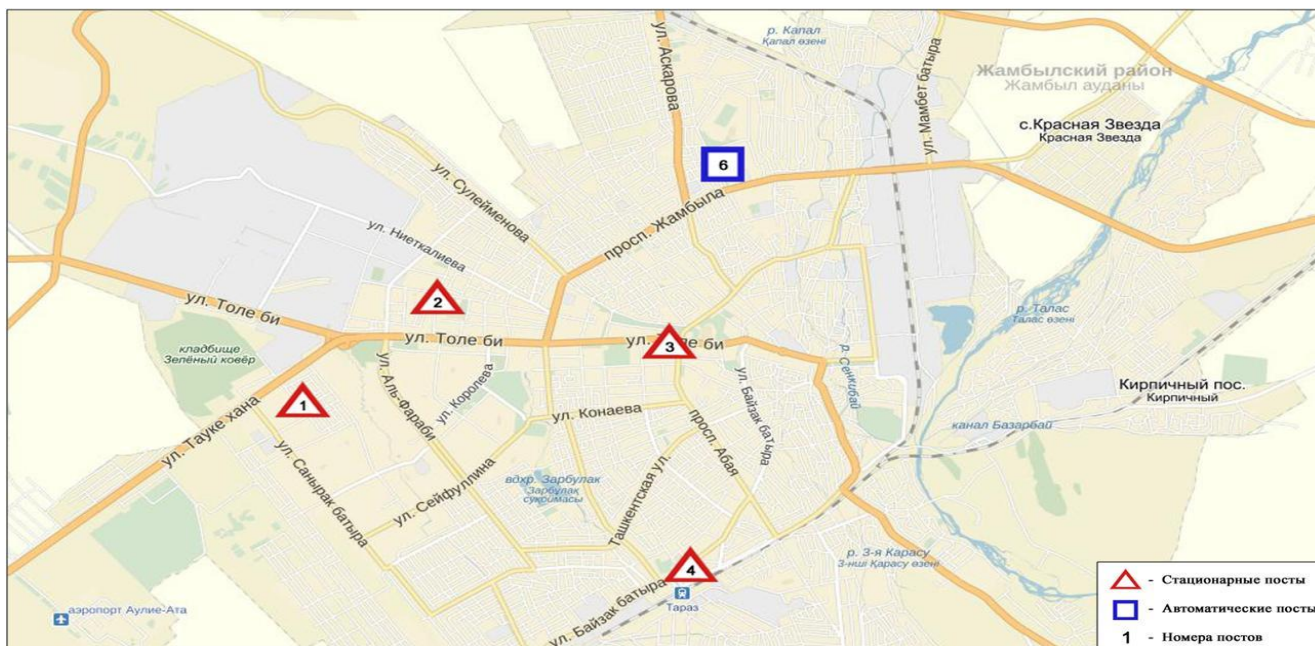 р. Капал
Қапал өзені
ул. Аскарова
ул. Мамбет батыра
Жамбылский район
Жамбыл ауданы
с.Красная Звезда
Красная Звезда
6
ул. Сулейменова
просп. Жамбыла
ул. Ниеткалиева
2
ул. Толе би
ул. Толе би
ул. Толе би
3
р. Талас
Талас өзені
кладбище
Зелёный ковёр
1
ул. Тауке хана
ул. Аль-Фараби
ул. Королева
ул. Конаева
просп. Абая
ул. Байзак батыра
р. Сенкибай
Кирпичный пос.
Кирпичный
канал Базарбай
ул. Санырак батыра
ул. Сейфуллина
вдхр. Зарбулак
Зарбулақ
суқоймасы
Ташкентская ул.
4
Тараз
ул. Байзак батыра
р. 3-я Карасу
3-нші Қарасу өзені
аэропорт Аулие-Ата
- Стационарные посты
- Автоматические посты
1 - Номера постов